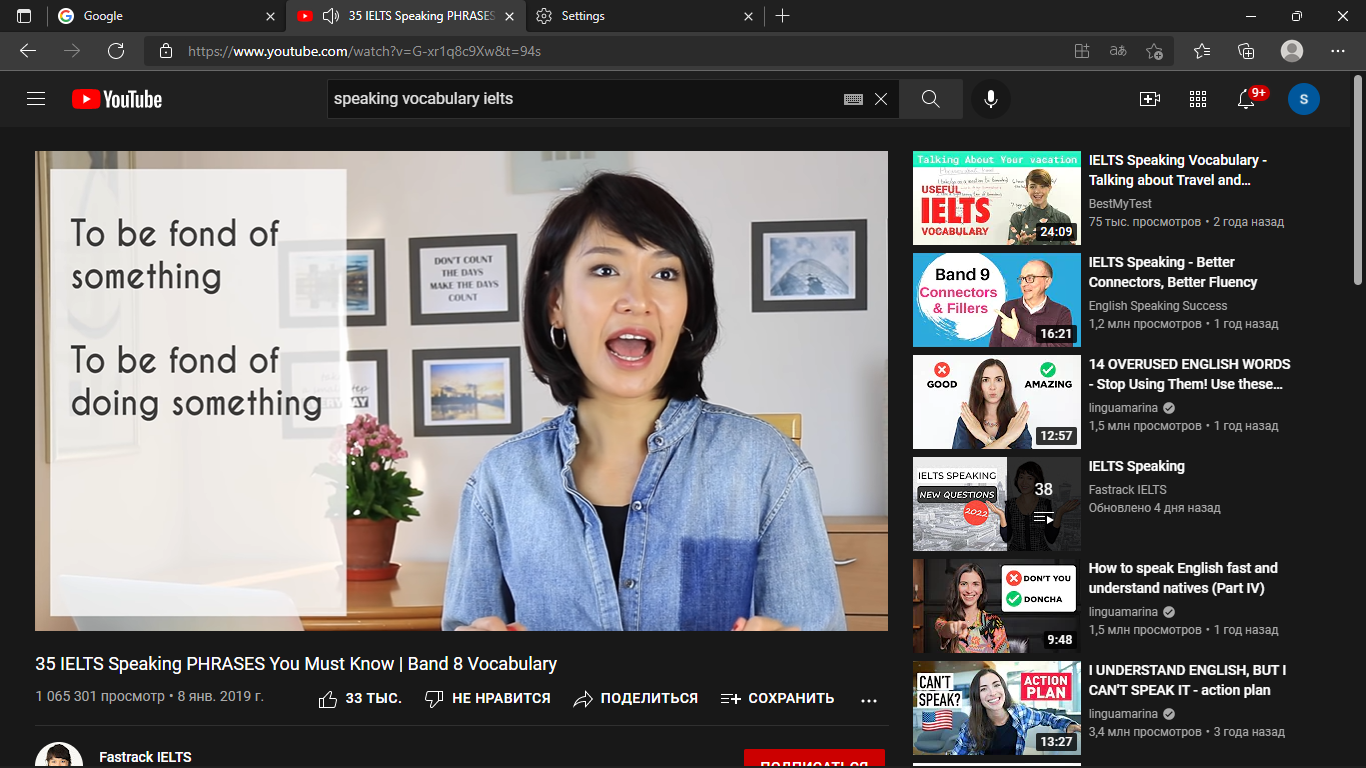 Google
35 IELTS Speaking PHRASES
Settings
https://www.youtube.com/watch?v=G-xr1q8c9Xw&t=94s
YouTube
speaking vocabulary ielts
9+
S
To be fond of
something
To be fond of
doing something
DON'T COUNT
THE DAYS
MAKE THE DAYS
COUNT
35 IELTS Speaking PHRASES You Must Know | Band 8 Vocabulary
1 065 301 просмотр • 8 янв. 2019 г.
33 ТЫС.
НЕ НРАВИТСЯ
ПОДЕЛИТЬСЯ
СОХРАНИТЬ
Fastrack IELTS
ПОДПИСАТЬСЯ
Talking About Your vacation
USEFUL
IELTS
VOCABULARY
24:09
IELTS Speaking Vocabulary -
Talking about Travel and...
BestMyTest
75 тыс. просмотров • 2 года назад
Band 9
Connectors
& Fillers
16:21
IELTS Speaking - Better
Connectors, Better Fluency
English Speaking Success
1,2 млн просмотров • 1 год назад
GOOD
AMAZING
12:57
14 OVERUSED ENGLISH WORDS
- Stop Using Them! Use these...
linguamarina
1,5 млн просмотров • 1 год назад
IELTS SPEAKING
NEW QUESTIONS
2022
38
IELTS Speaking
Fastrack IELTS
Обновлено 4 дня назад
DON'T YOU
DONCHA
9:48
How to speak English fast and
understand natives (Part IV)
linguamarina
1,5 млн просмотров • 1 год назад
CAN'T
SPEAK?
ACTION
PLAN
13:27
I UNDERSTAND ENGLISH, BUT I
CAN'T SPEAK IT - action plan
linguamarina
3,4 млн просмотров • 3 года назад